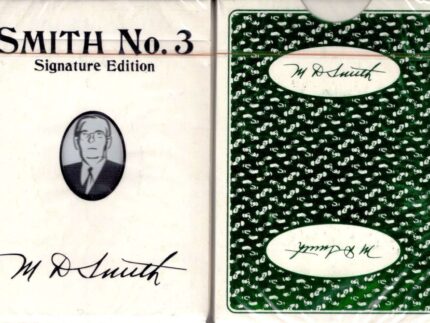 SMITH No. 3
Signature Edition
M D Smith
M D Smith
M D Smith